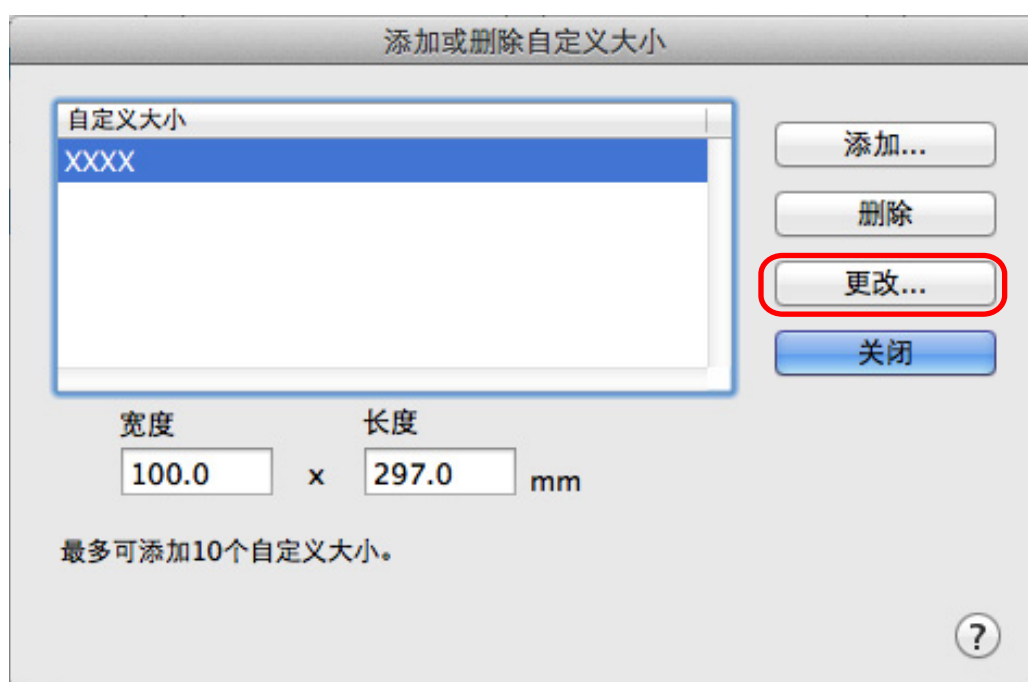 添加或删除自定义大小
自定义大小
XXXX
添加...
删除
更改...
关闭
宽度 长度
100.0 x 297.0 mm
最多可添加10个自定义大小。
?